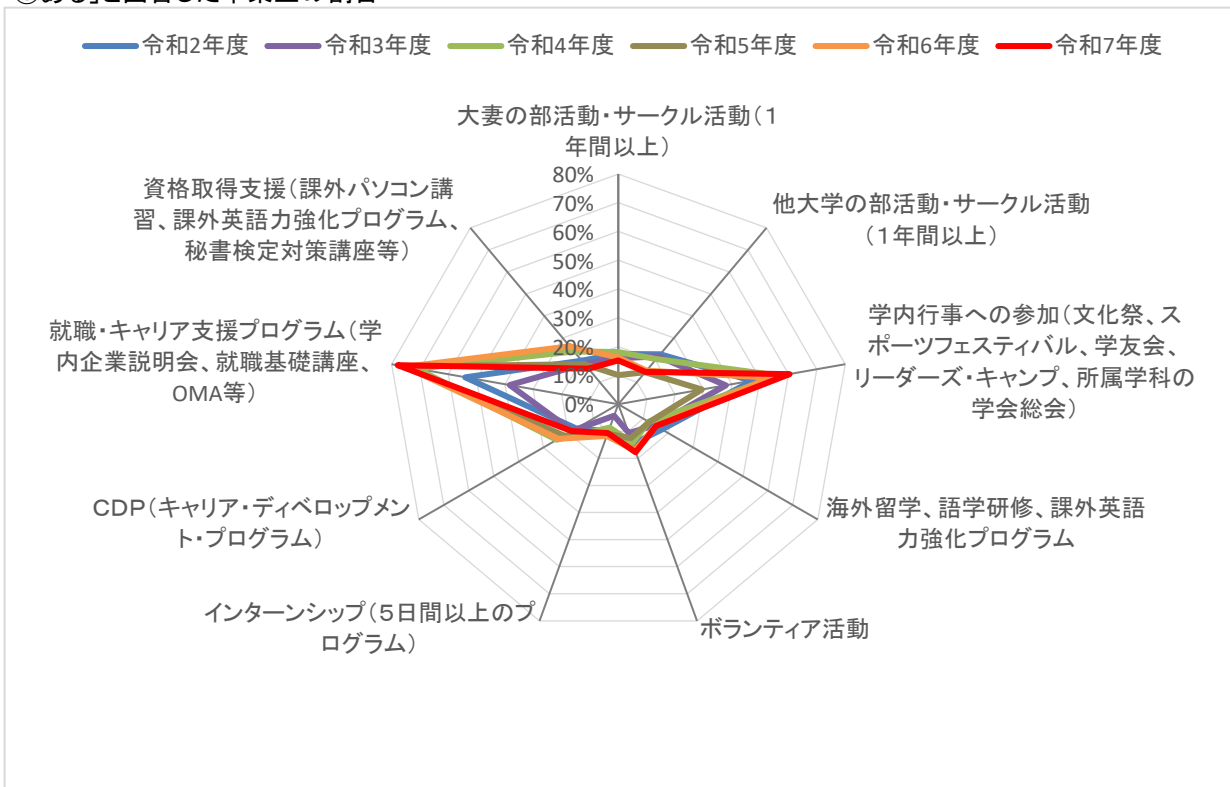 令和2年度 令和3年度 令和4年度 令和5年度 令和6年度 令和7年度
大妻の部活動・サークル活動(1
年間以上)
他大学の部活動・サークル活動
(1年間以上)
学内行事への参加(文化祭、ス
ポーツフェスティバル、学友会、
リーダーズ・キャンプ、所属学科の
学会総会)
海外留学、語学研修、課外英語
力強化プログラム
ボランティア活動
インターンシップ(5日間以上のプ
ログラム)
CDP(キャリア・ディベロップメン
ト・プログラム)
就職・キャリア支援プログラム(学
内企業説明会、就職基礎講座、
OMA等)
資格取得支援(課外パソコン講
習、課外英語力強化プログラム、
秘書検定対策講座等)
80%
70%
60%
50%
40%
30%
20%
10%
0%